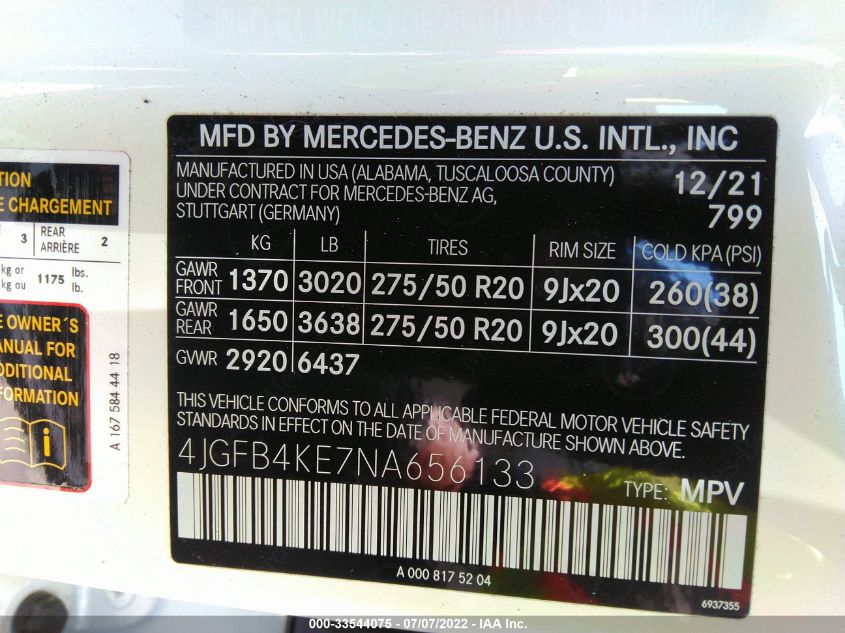 TION
E CHARGEMENT
3 REAR ARRIÈRE 2
kg or
kg ou 1175 lbs. lb.
E OWNER´S
ANUAL FOR
DDITIONAL
FORMATION
i
A 167 584 44 18
MFD BY MERCEDES-BENZ U.S. INTL., INC
MANUFACTURED IN USA (ALABAMA, TUSCALOOSA COUNTY)
UNDER CONTRACT FOR MERCEDES-BENZ AG,
STUTTGART (GERMANY)
12/21
799
KG LB TIRES RIM SIZE COLD KPA(PSI)
GAWR FRONT 1370 3020 275/50 R20 9Jx20 260(38)
GAWR REAR 1650 3638 275/50 R20 9Jx20 300(44)
GVWR 2920 6437
THIS VEHICLE CONFORMS TO ALL APPLICABLE FEDERAL MOTOR VEHICLE SAFETY
STANDARDS IN EFFECT ON THE DATE OF MANUFACTURE SHOWN ABOVE.
4JGFB4KE7NA656133
TYPE: MPV
A 000 817 52 04
6937355
000-33544075 - 07/07/2022 - IAA Inc.